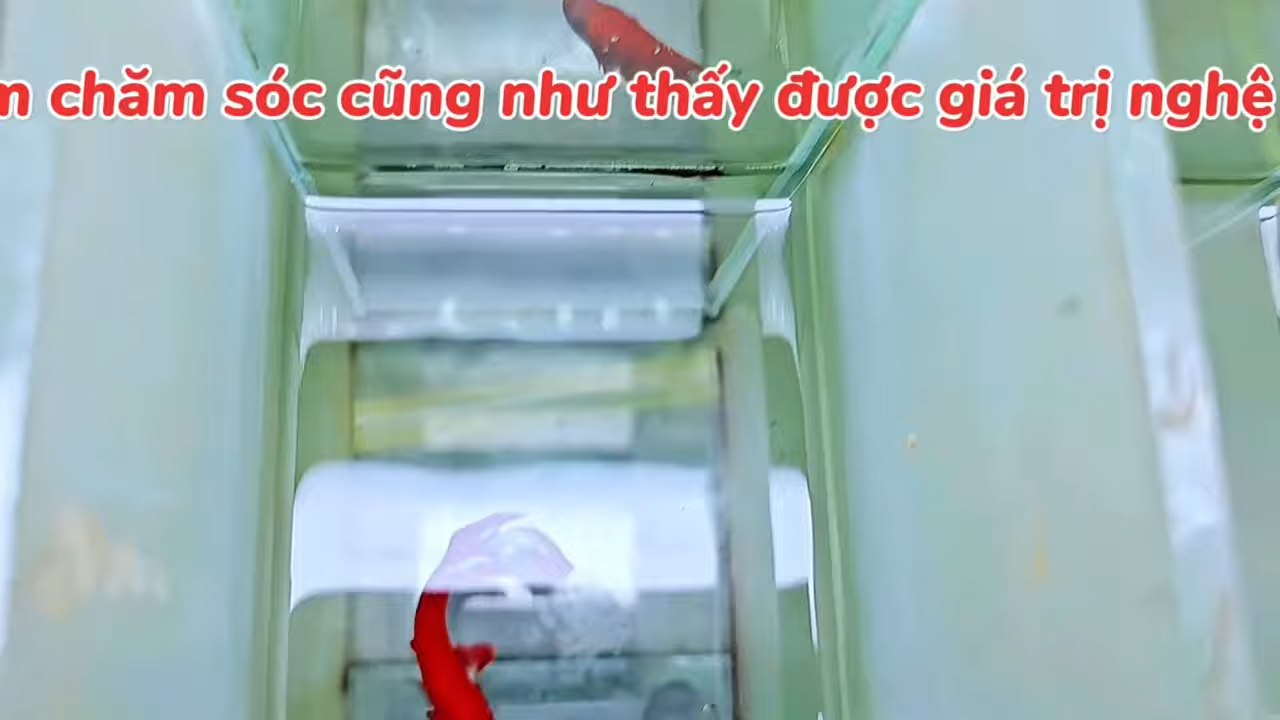 m chăm sóc cũng như thấy được giá trị nghệ